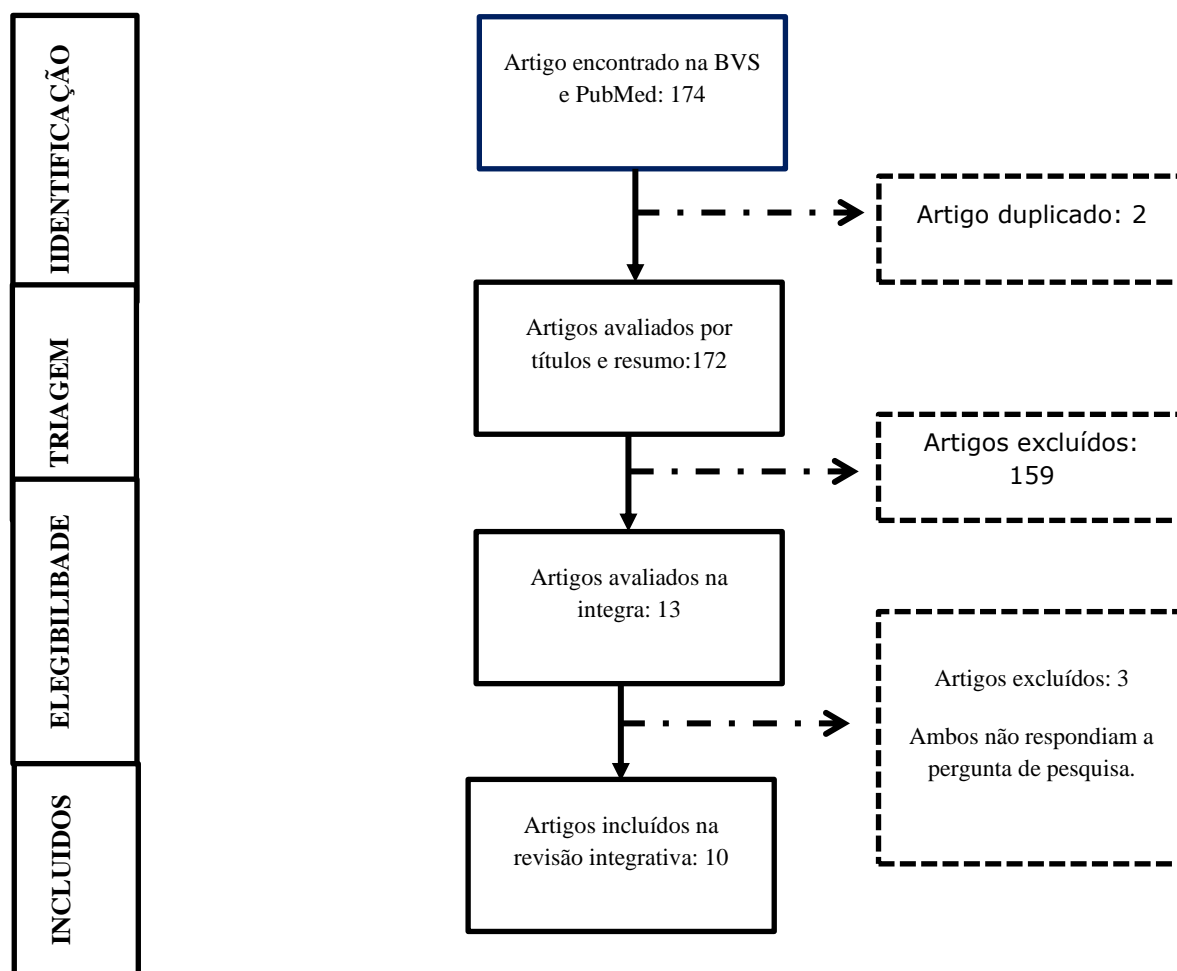 IIDENTIFICAÇÃO
Artigo encontrado na BVS
e PubMed: 174
Artigo duplicado: 2
TRIAGEM
Artigos avaliados por
títulos e resumo:172
Artigos excluídos:
159
ELEGIBILIBADE
Artigos avaliados na
integra: 13
Artigos excluídos: 3
Ambos não respondiam a
pergunta de pesquisa.
INCLUIDOS
Artigos incluídos na
revisão integrativa: 10